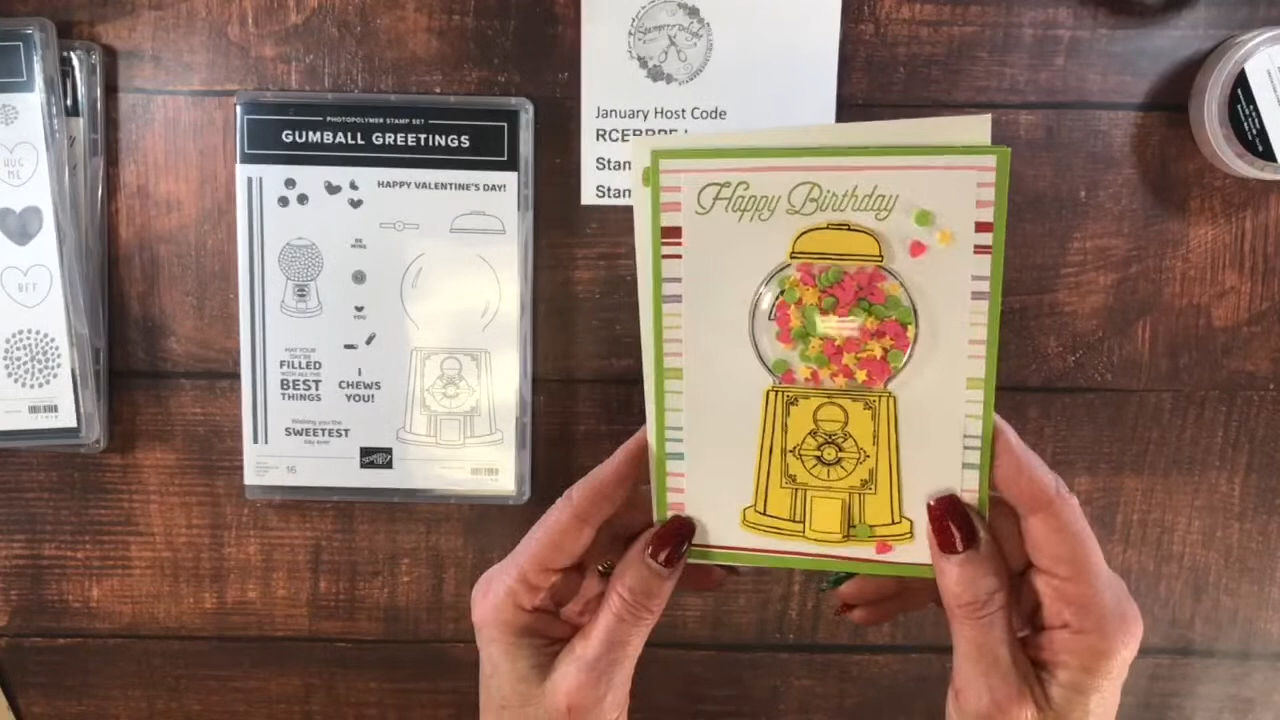 HUG
ME
BFF
PHOTOPOLYMER STAMP SET
GUMBALL GREETINGS
HAPPY VALENTINE'S DAY!
BE
MINE
YOU
MAY YOUR
DAY BE
FILLED
WITH ALL THE
BEST
THINGS
I
CHEWS
YOU!
Wishing you the
SWEETEST
day ever
16
Stamper Delight
January Host Code
Stam
Stam
Happy Birthday